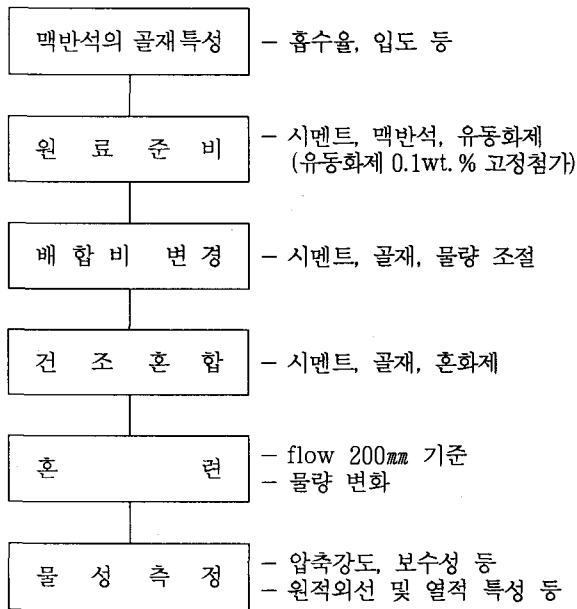 맥반석의 골재특성 - 흡수율, 입도 등
원 료 준 비 - 시멘트, 맥반석, 유동화제
(유동화제 0.1wt.% 고정첨가)
배 합 비 변 경 - 시멘트, 골재, 물량 조절
건 조 혼 합 - 시멘트, 골재, 혼화제
혼 련 - flow 200㎜ 기준
- 물량 변화
물 성 측 정 - 압축강도, 보수성 등
- 원적외선 및 열적 특성 등